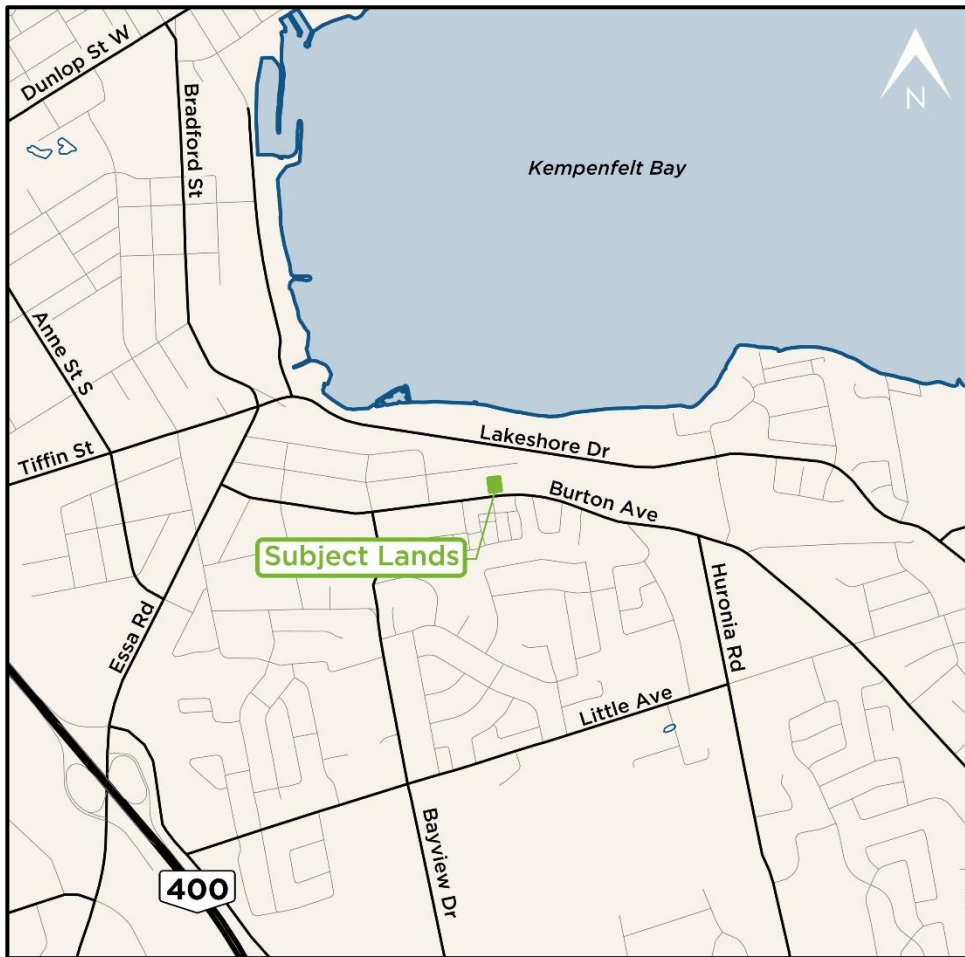 Dunlop St W
Bradford St
N
Kempenfelt Bay
Anne St S
Tiffin St
Lakeshore Dr
Burton Ave
Subject Lands
Essa Rd
Huronia Rd
Little Ave
Bayview Dr
400